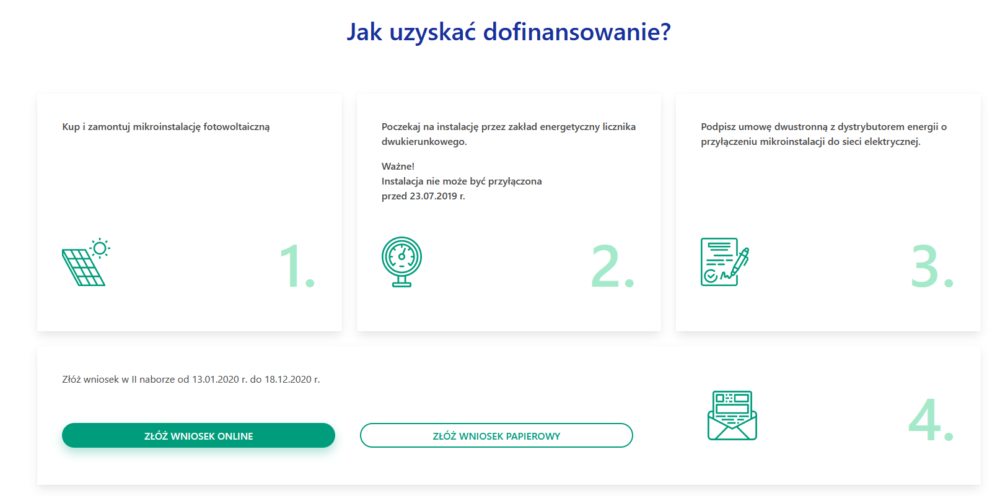 Jak uzyskać dofinansowanie?
Kup i zamontuj mikroinstalację fotowoltaiczną
1.
Poczekaj na instalację przez zakład energetyczny licznika
dwukierunkowego.
Ważne!
Instalacja nie może być przyłączona
przed 23.07.2019 r.
2.
Podpisz umowę dwustronną z dystrybutorem energii o
przyłączeniu mikroinstalacji do sieci elektrycznej.
3.
Złóż wniosek w II naborze od 13.01.2020 r. do 18.12.2020 r.
ZŁÓŻ WNIOSEK ONLINE
ZŁÓŻ WNIOSEK PAPIEROWY
4.